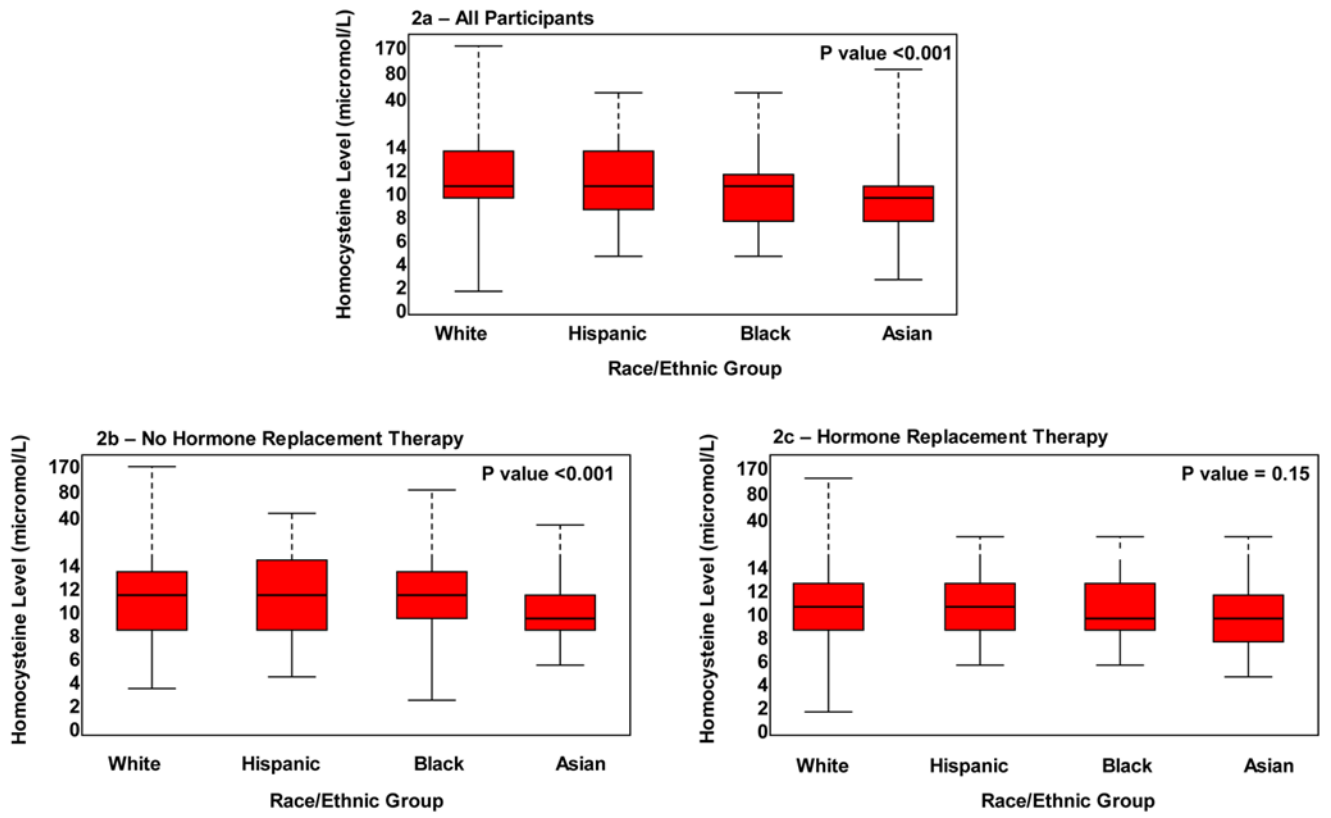 2a – All Participants
P value <0.001
Homocysteine Level (micromol/L)
170
80
40
14
12
10
8
6
4
2
0
White Hispanic Black Asian
Race/Ethnic Group
2b – No Hormone Replacement Therapy
P value <0.001
Homocysteine Level (micromol/L)
170
80
40
14
12
10
8
6
4
2
0
White Hispanic Black Asian
Race/Ethnic Group
2c – Hormone Replacement Therapy
P value = 0.15
Homocysteine Level (micromol/L)
170
80
40
14
12
10
8
6
4
2
0
White Hispanic Black Asian
Race/Ethnic Group